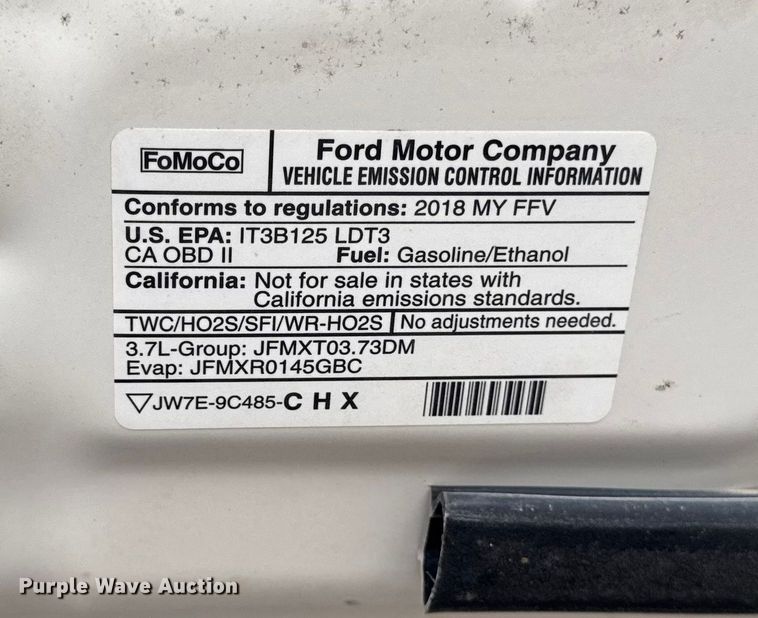 FoMoCo
Ford Motor Company
VEHICLE EMISSION CONTROL INFORMATION
Conforms to regulations: 2018 MY FFV
U.S. EPA: IT3B125 LDT3
CA OBD II Fuel: Gasoline/Ethanol
California: Not for sale in states with
California emissions standards.
TWC/HO2S/SFI/WR-HO2S No adjustments needed.
3.7L-Group: JFMXT03.73DM
Evap: JFMXR0145GBC
JW7E-9C485-C H X
Purple Wave Auction